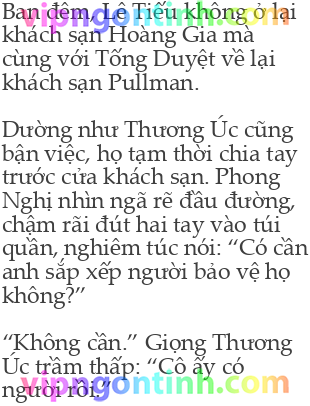 Ban đêm, Lê Tiếu không ở lại
khách sạn Hoàng Gia mà
cùng với Tống Duyệt về lại
khách sạn Pullman.
Dường như Thương Úc cũng
bận việc, họ tạm thời chia tay
trước cửa khách sạn. Phong
Nghị nhìn ngã rẽ đầu đường,
chậm rãi đút hai tay vào túi
quần, nghiêm túc nói: “Có cần
anh sắp xếp người bảo vệ họ
không?”
“Không cần.” Giọng Thương
Úc trầm thấp: “Cô ấy có
người rồi.”
vipngontinh.com
vipngontinh.com